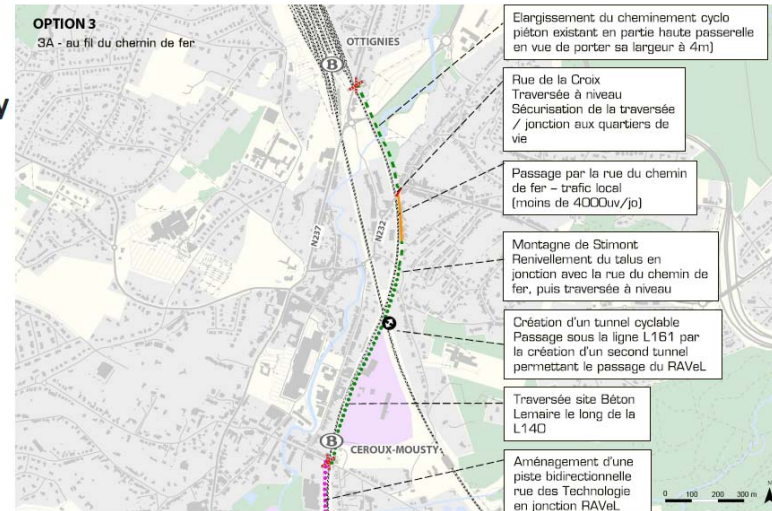 OPTION 3
3A - au fil du chemin de fer
y
OTTIGNIES
B
N237
N232
B
CEROUX-MOUSTY
Elargissement du cheminement cyclo
piéton existant en partie haute passerelle
en vue de porter sa largeur à 4m)
Rue de la Croix
Traversée à niveau
Sécurisation de la traversée
/ jonction aux quartiers de
vie
Passage par la rue du chemin
de fer – trafic local
(moins de 4000uv/jo)
Montagne de Stimont
Renivellement du talus en
jonction avec la rue du chemin de
fer, puis traversée à niveau
Création d'un tunnel cyclable
Passage sous la ligne L161 par
la création d'un second tunnel
permettant le passage du RAVeL
Traversée site Béton
Lemaire le long de la
L140
Aménagement d'une
piste bidirectionnelle
rue des Technologie
en jonction RAVeL
0 100 200 300 m
N